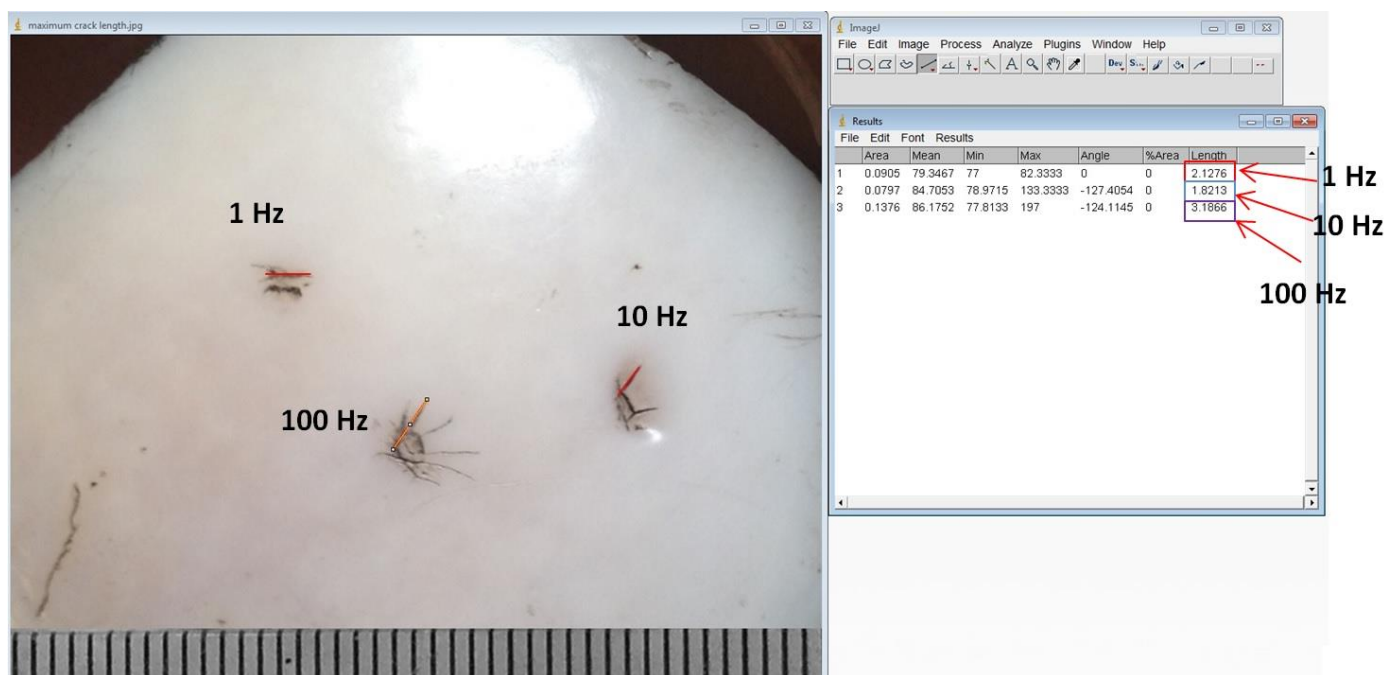 maximum crack length.jpg
1 Hz
10 Hz
100 Hz
ImageJ
File Edit Image Process Analyze Plugins Window Help
Dev
Results
File Edit Font Results
Area Mean Min Max Angle %Area Length
1 0.0905 79.3467 77 82.3333 0 0 2.1276
2 0.0797 84.7053 78.9715 133.3333 -127.4054 0 1.8213
3 0.1376 86.1752 77.8133 197 -124.1145 0 3.1866
1 Hz
10 Hz
100 Hz